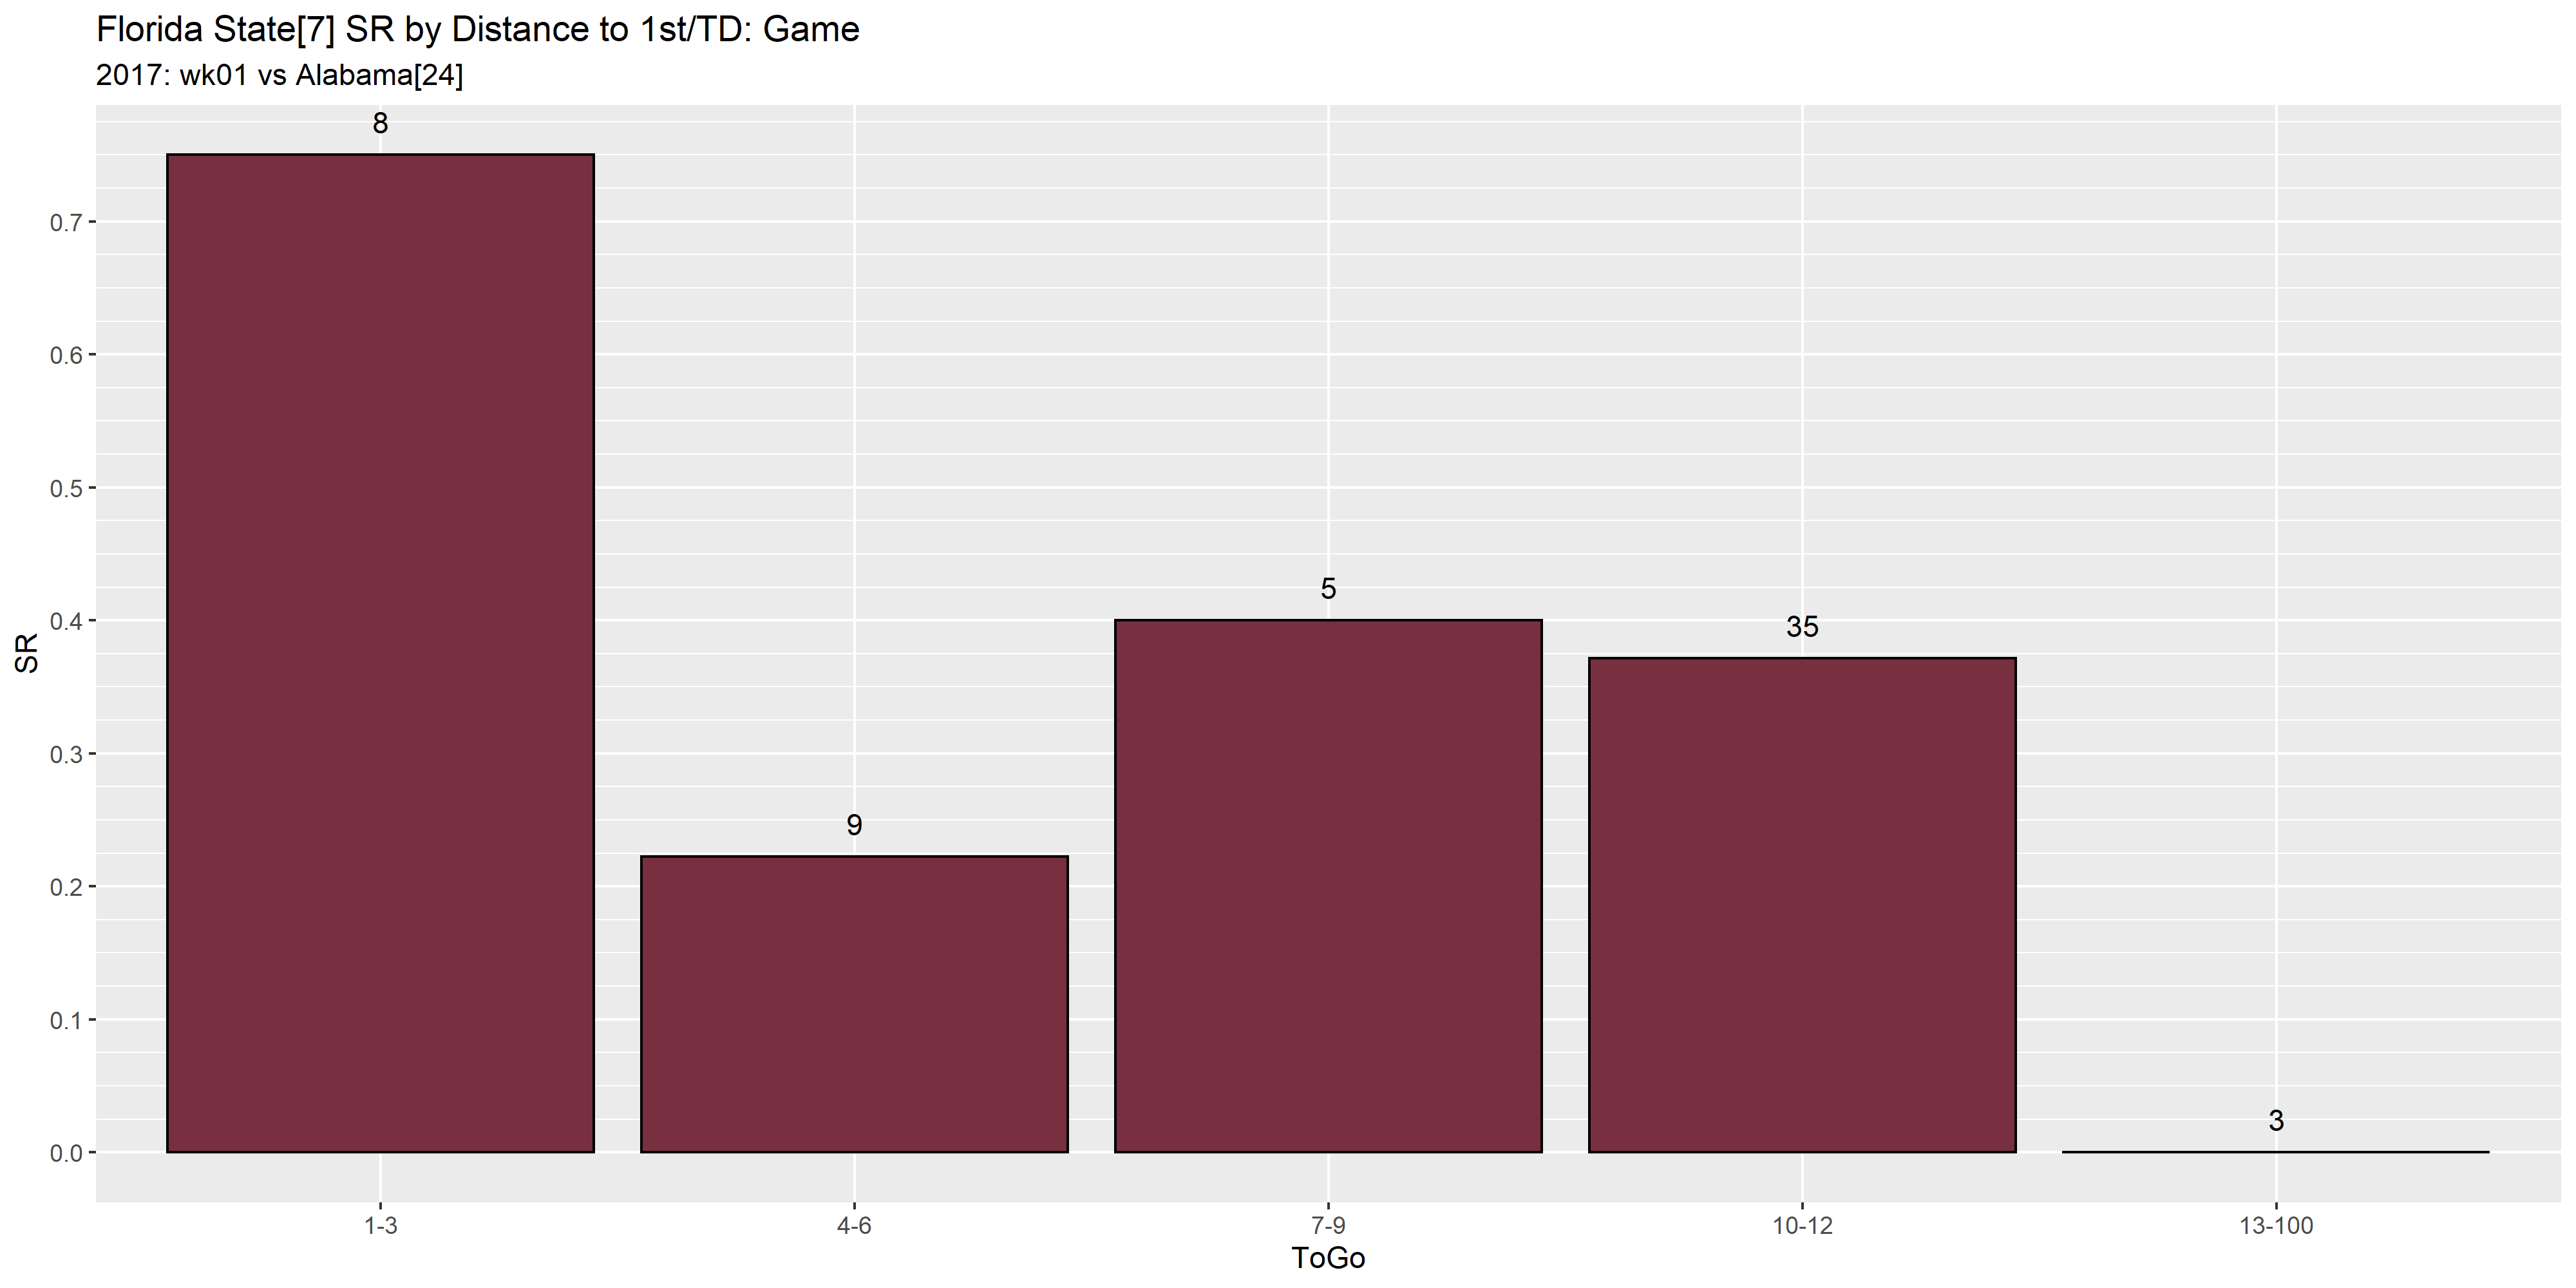 Florida State[7] SR by Distance to 1st/TD: Game
2017: wk01 vs Alabama[24]
8
0.7
0.6
0.5
5
0.4
35
SR
0.3
9
0.2
0.1
3
0.0
1-3 4-6 7-9 10-12 13-100
ToGo